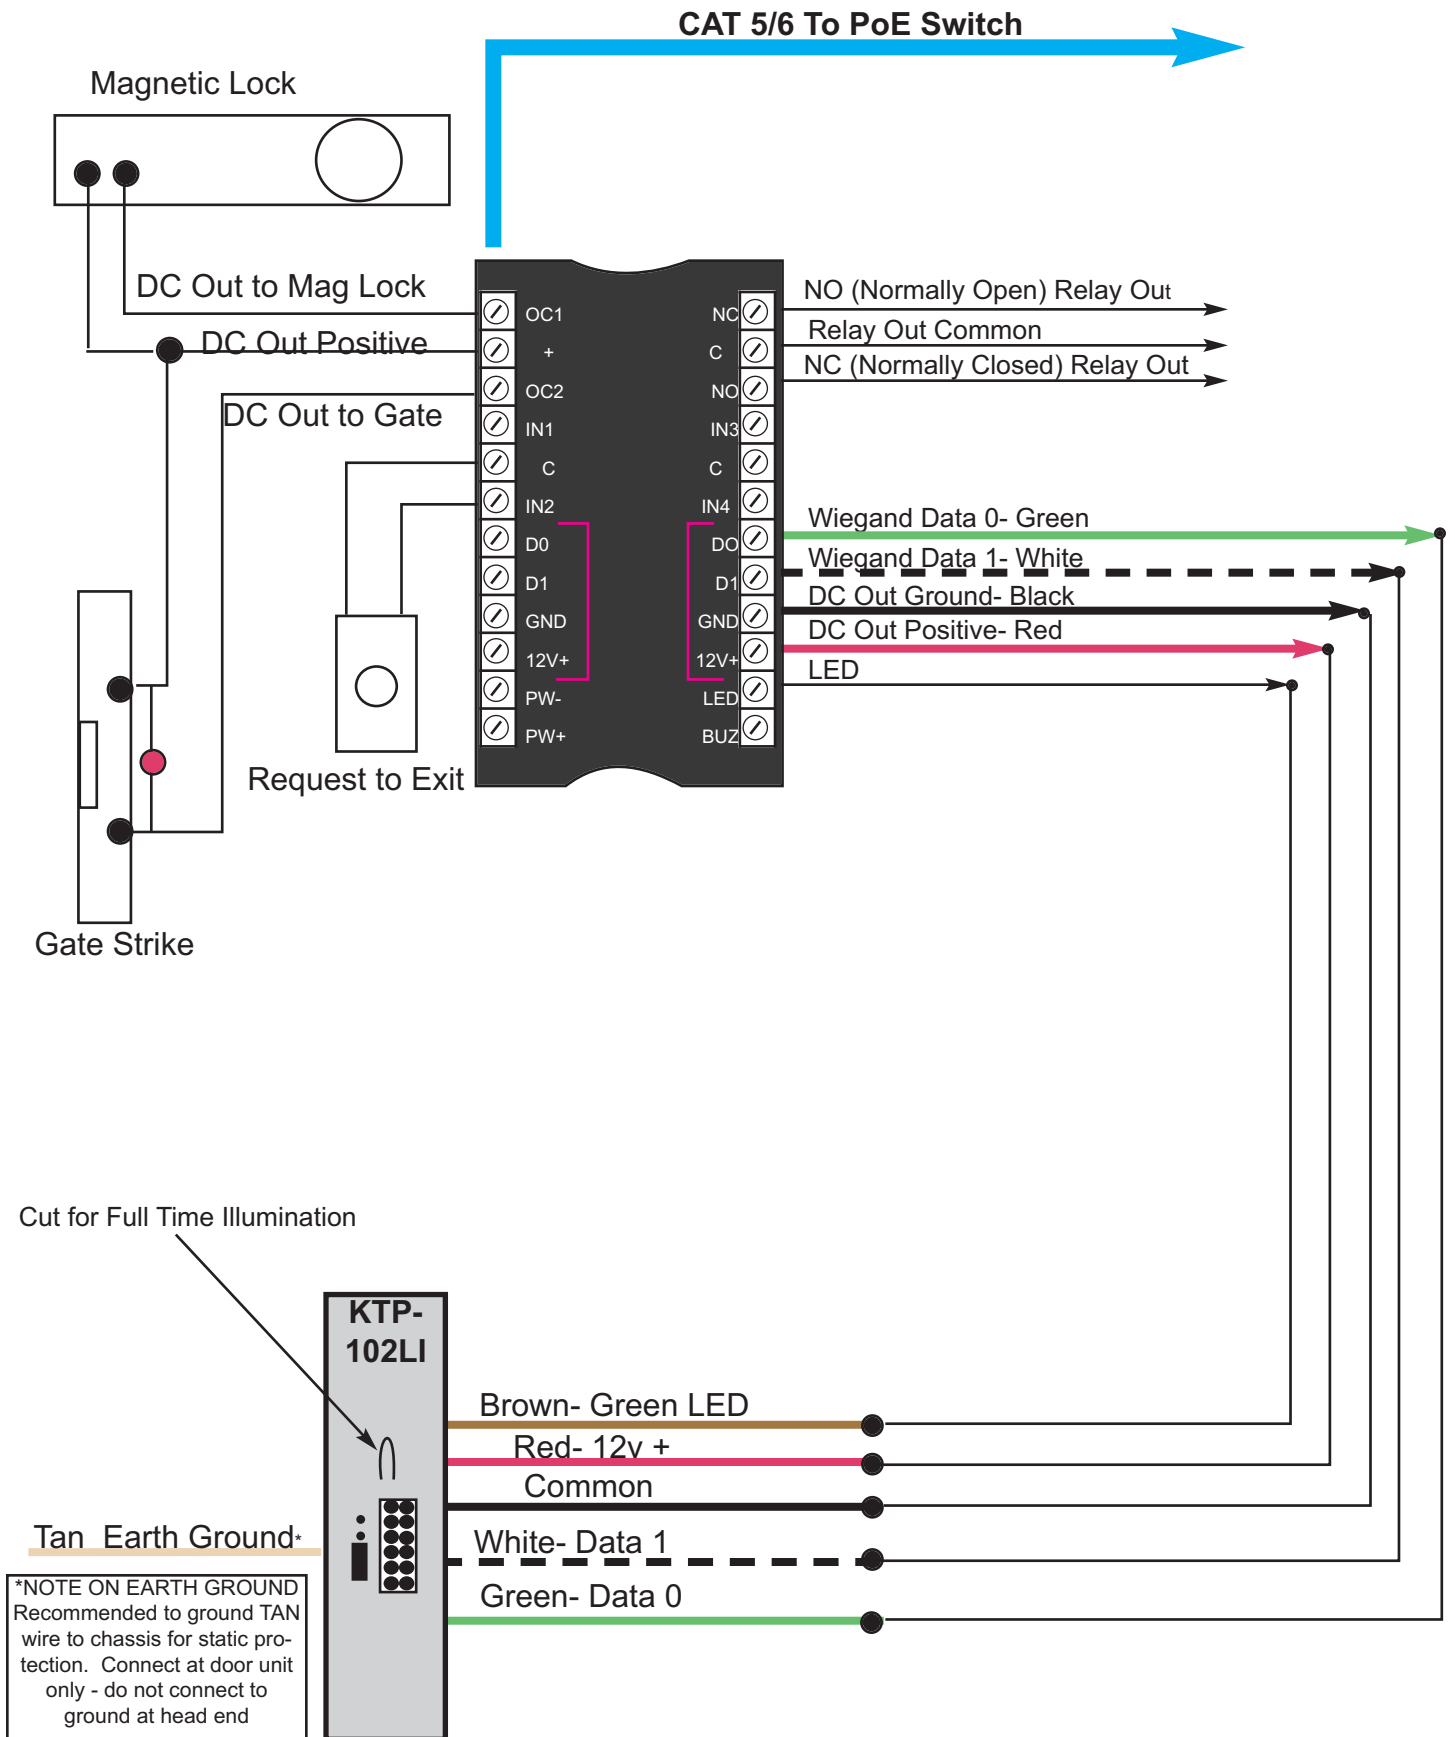 CAT 5/6 To PoE Switch
Magnetic Lock
DC Out to Mag Lock
DC Out Positive
DC Out to Gate
OC1
+
OC2
IN1
C
IN2
D0
D1
GND
12V+
PW-
PW+
NC
C
NO
IN3
C
IN4
DO
D1
GND
12V+
LED
BUZ
NO (Normally Open) Relay Out
Relay Out Common
NC (Normally Closed) Relay Out
Wiegand Data 0- Green
Wiegand Data 1- White
DC Out Ground- Black
DC Out Positive- Red
LED
Request to Exit
Gate Strike
Cut for Full Time Illumination
KTP-
102LI
Brown- Green LED
Red- 12v +
Common
White- Data 1
Green- Data 0
Tan Earth Ground*
*NOTE ON EARTH GROUND
Recommended to ground TAN
wire to chassis for static pro-
tection. Connect at door unit
only - do not connect to
ground at head end